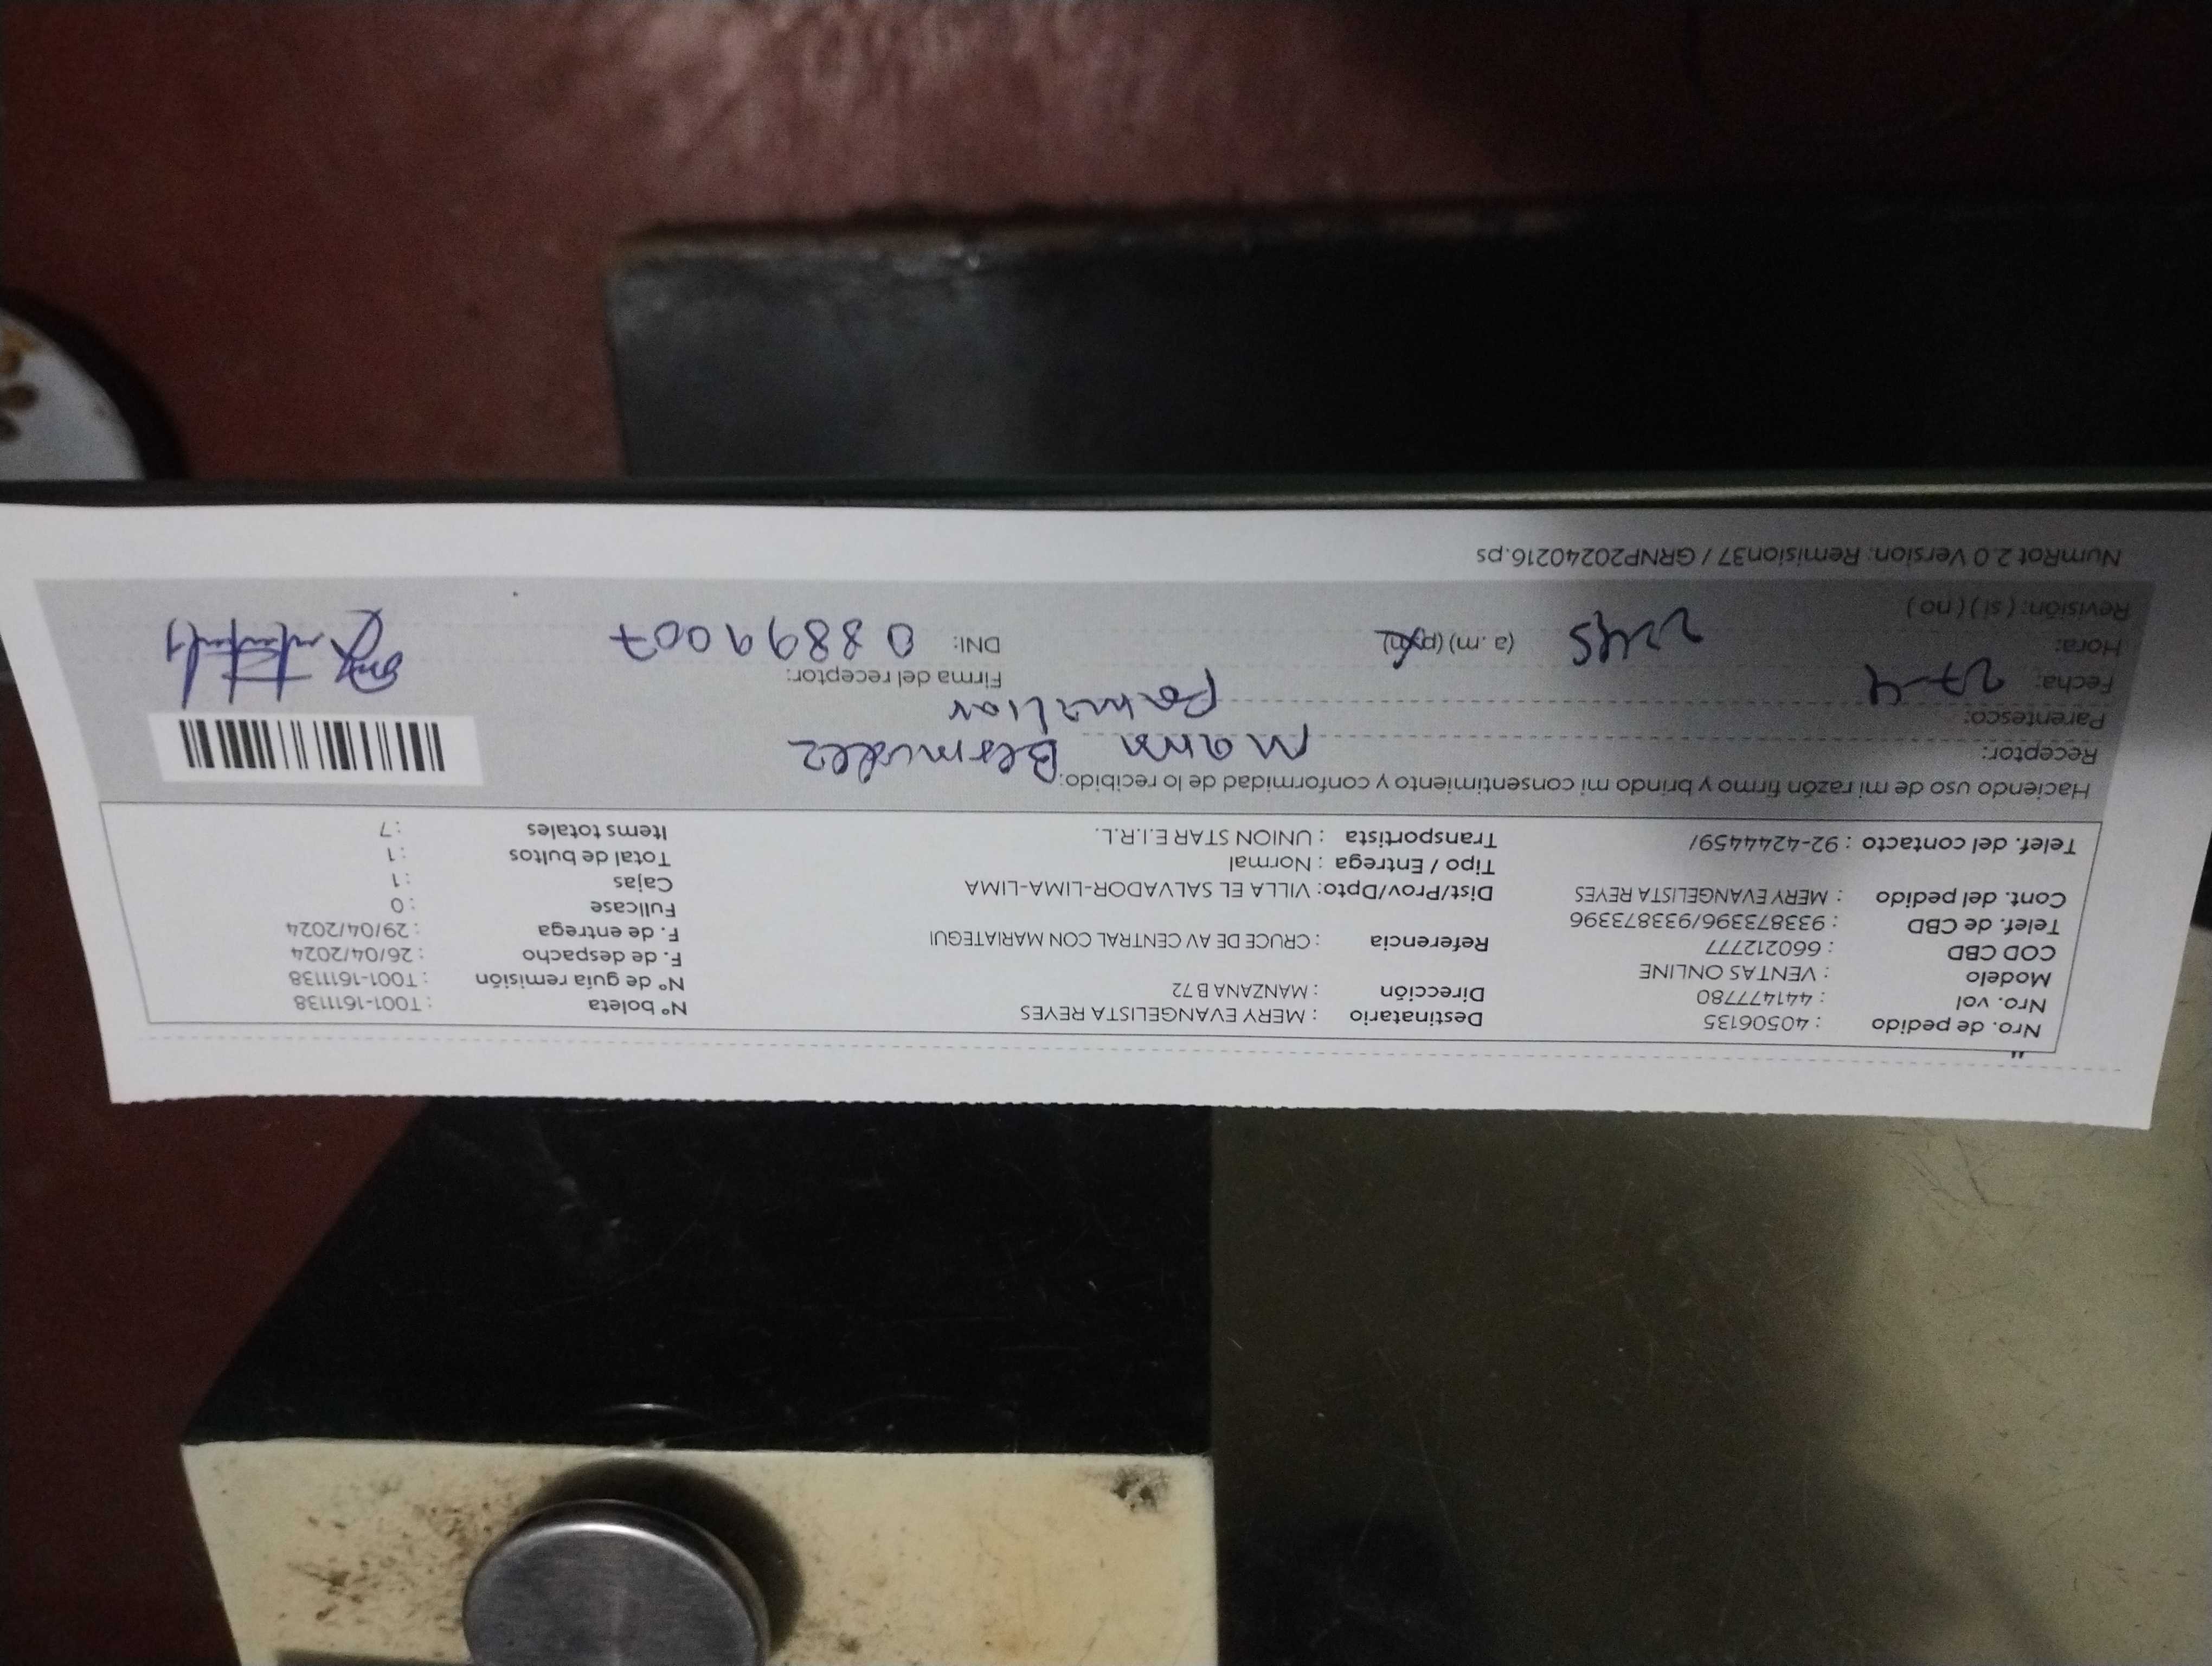 Nro. de pedido : 40506135 Destinatario : MERY EVANGELISTA REYES Nº boleta : T001-1611138
Nro. vol : 441477780 Dirección : MANZANA B 72 Nº de guía remisión : T001-1611138
Modelo : VENTAS ONLINE F. de despacho : 26/04/2024
COD CBD : 660212777 Referencia : CRUCE DE AV CENTRAL CON MARIATEGUI F. de entrega : 29/04/2024
Telef. de CBD : 933873396/933873396 Fullcase : 0
Cont. del pedido : MERY EVANGELISTA REYES Dist/Prov/Dpto: VILLA EL SALVADOR-LIMA-LIMA Cajas : 1
Tipo / Entrega : Normal Total de bultos : 1
Telef. del contacto : 92-4244459/ Transportista : UNION STAR E.I.R.L. Items totales : 7
Haciendo uso de mi razón firmo y brindo mi consentimiento y conformidad de lo recibido:
Receptor: Bermudez
Parentesco: Familiar
Fecha: 27-4 Firma del receptor:
Hora: 2245 (a.m) (p.m) DNI: 08899007
Revisión: ( si ) ( no )
NumRot 2.0 Version: Remision37 / GRNP20240216.ps